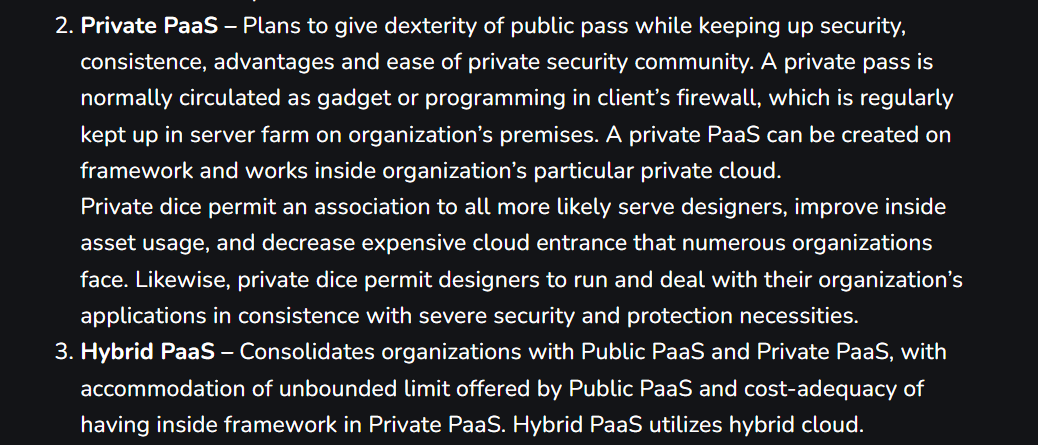 2. Private PaaS – Plans to give dexterity of public pass while keeping up security,
consistence, advantages and ease of private security community. A private pass is
normally circulated as gadget or programming in client’s firewall, which is regularly
kept up in server farm on organization’s premises. A private PaaS can be created on
framework and works inside organization’s particular private cloud.
Private dice permit an association to all more likely serve designers, improve inside
asset usage, and decrease expensive cloud entrance that numerous organizations
face. Likewise, private dice permit designers to run and deal with their organization’s
applications in consistence with severe security and protection necessities.
3. Hybrid PaaS – Consolidates organizations with Public PaaS and Private PaaS, with
accommodation of unbounded limit offered by Public PaaS and cost-adequacy of
having inside framework in Private PaaS. Hybrid PaaS utilizes hybrid cloud.